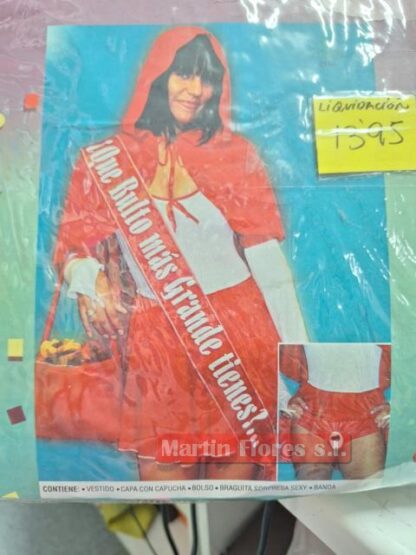 LIQUIDACIÓN
13'95
¿Que Bulto más Grande tienes?...
Martin Flores s.l.
CONTIENE: • VESTIDO • CAPA CON CAPUCHA • BOLSO • BRAGUITA SORPRESA SEXY • BANDA